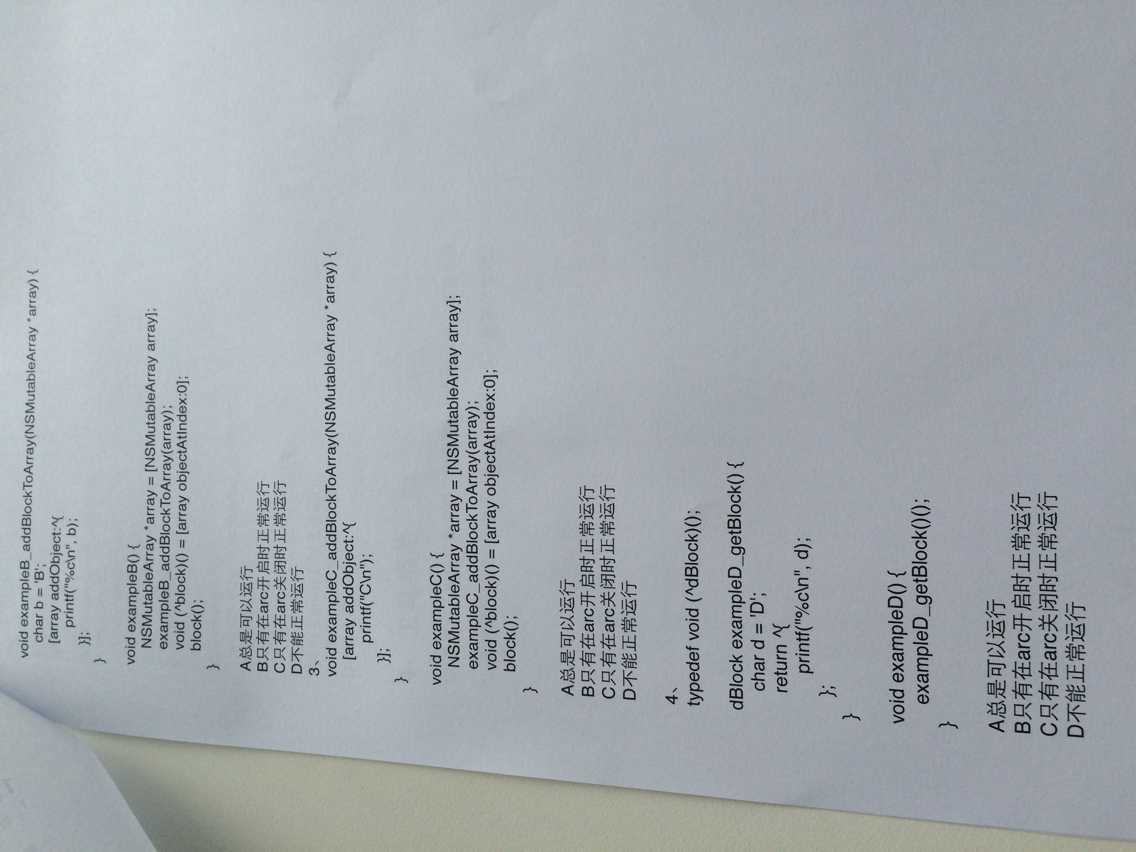 void exampleB_addBlockToArray(NSMutableArray *array) {
char b = 'B';
[array addObject:^{
printf("%c\n", b);
}];
}
void exampleB() {
NSMutableArray *array = [NSMutableArray array];
exampleB_addBlockToArray(array);
void (^block)() = [array objectAtIndex:0];
block();
}
A总是可以运行
B只有在arc开启时正常运行
C只有在arc关闭时正常运行
D不能正常运行
3、
void exampleC_addBlockToArray(NSMutableArray *array) {
[array addObject:^{
printf("C\n");
}];
}
void exampleC() {
NSMutableArray *array = [NSMutableArray array];
exampleC_addBlockToArray(array);
void (^block)() = [array objectAtIndex:0];
block();
}
A总是可以运行
B只有在arc开启时正常运行
C只有在arc关闭时正常运行
D不能正常运行
4、
typedef void (^dBlock)();
dBlock exampleD_getBlock() {
char d = 'D';
return ^{
printf("%c\n", d);
};
}
void exampleD() {
exampleD_getBlock()();
}
A总是可以运行
B只有在arc开启时正常运行
C只有在arc关闭时正常运行
D不能正常运行